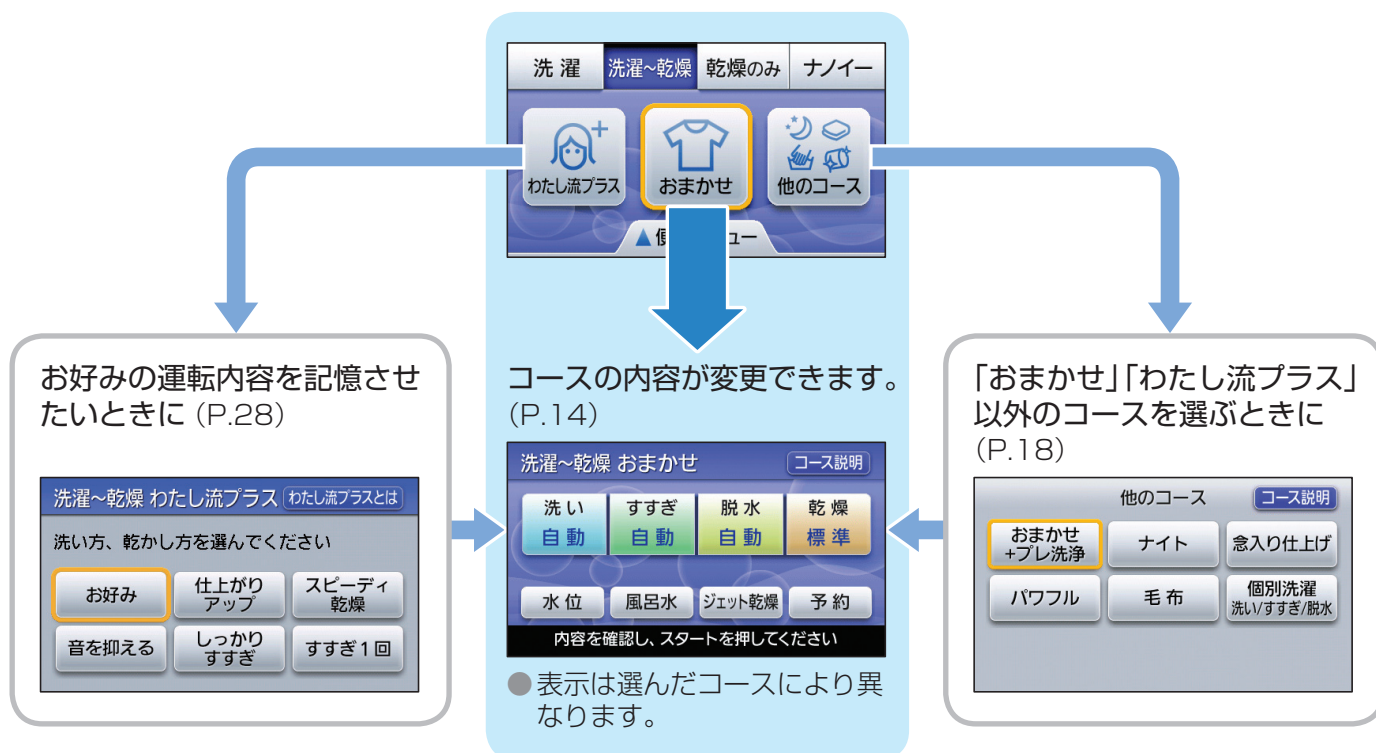 洗 濯 洗濯~乾燥 乾燥のみ ナノイー
わたし流プラス おまかせ 他のコース
▲便 ュー
お好みの運転内容を記憶させ
たいときに (P.28)
洗濯~乾燥 わたし流プラス わたし流プラスとは
洗い方、乾かし方を選んでください
お好み 仕上がりアップ スピーディ乾燥
音を抑える しっかりすすぎ すすぎ1回
コースの内容が変更できます。
(P.14)
洗濯~乾燥 おまかせ コース説明
洗 い すすぎ 脱 水 乾 燥
自 動 自 動 自 動 標 準
水 位 風呂水 ジェット乾燥 予 約
内容を確認し、スタートを押してください
●表示は選んだコースにより異
なります。
「おまかせ」「わたし流プラス」
以外のコースを選ぶときに
(P.18)
他のコース コース説明
おまかせ+プレ洗浄 ナイト 念入り仕上げ
パワフル 毛 布 個別洗濯 洗い/すすぎ/脱水